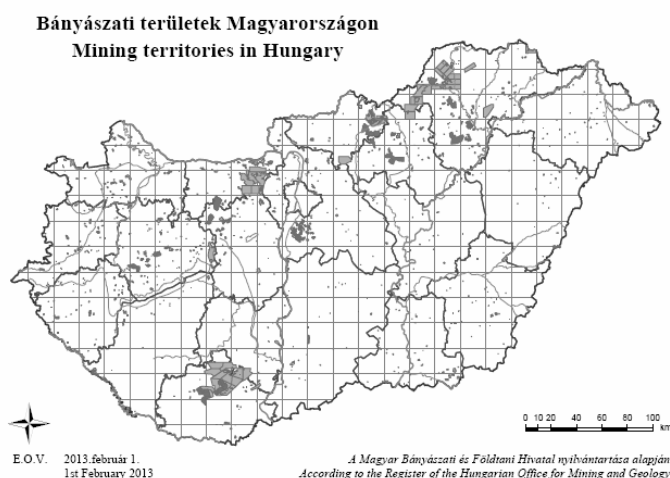 Bányászati területek Magyarországon
Mining territories in Hungary
0 10 20 40 60 80 100
km
E.O.V. 2013.február 1.
1st February 2013
A Magyar Bányászati és Földtani Hivatal nyilvántartása alapján
According to the Register of the Hungarian Office for Mining and Geology